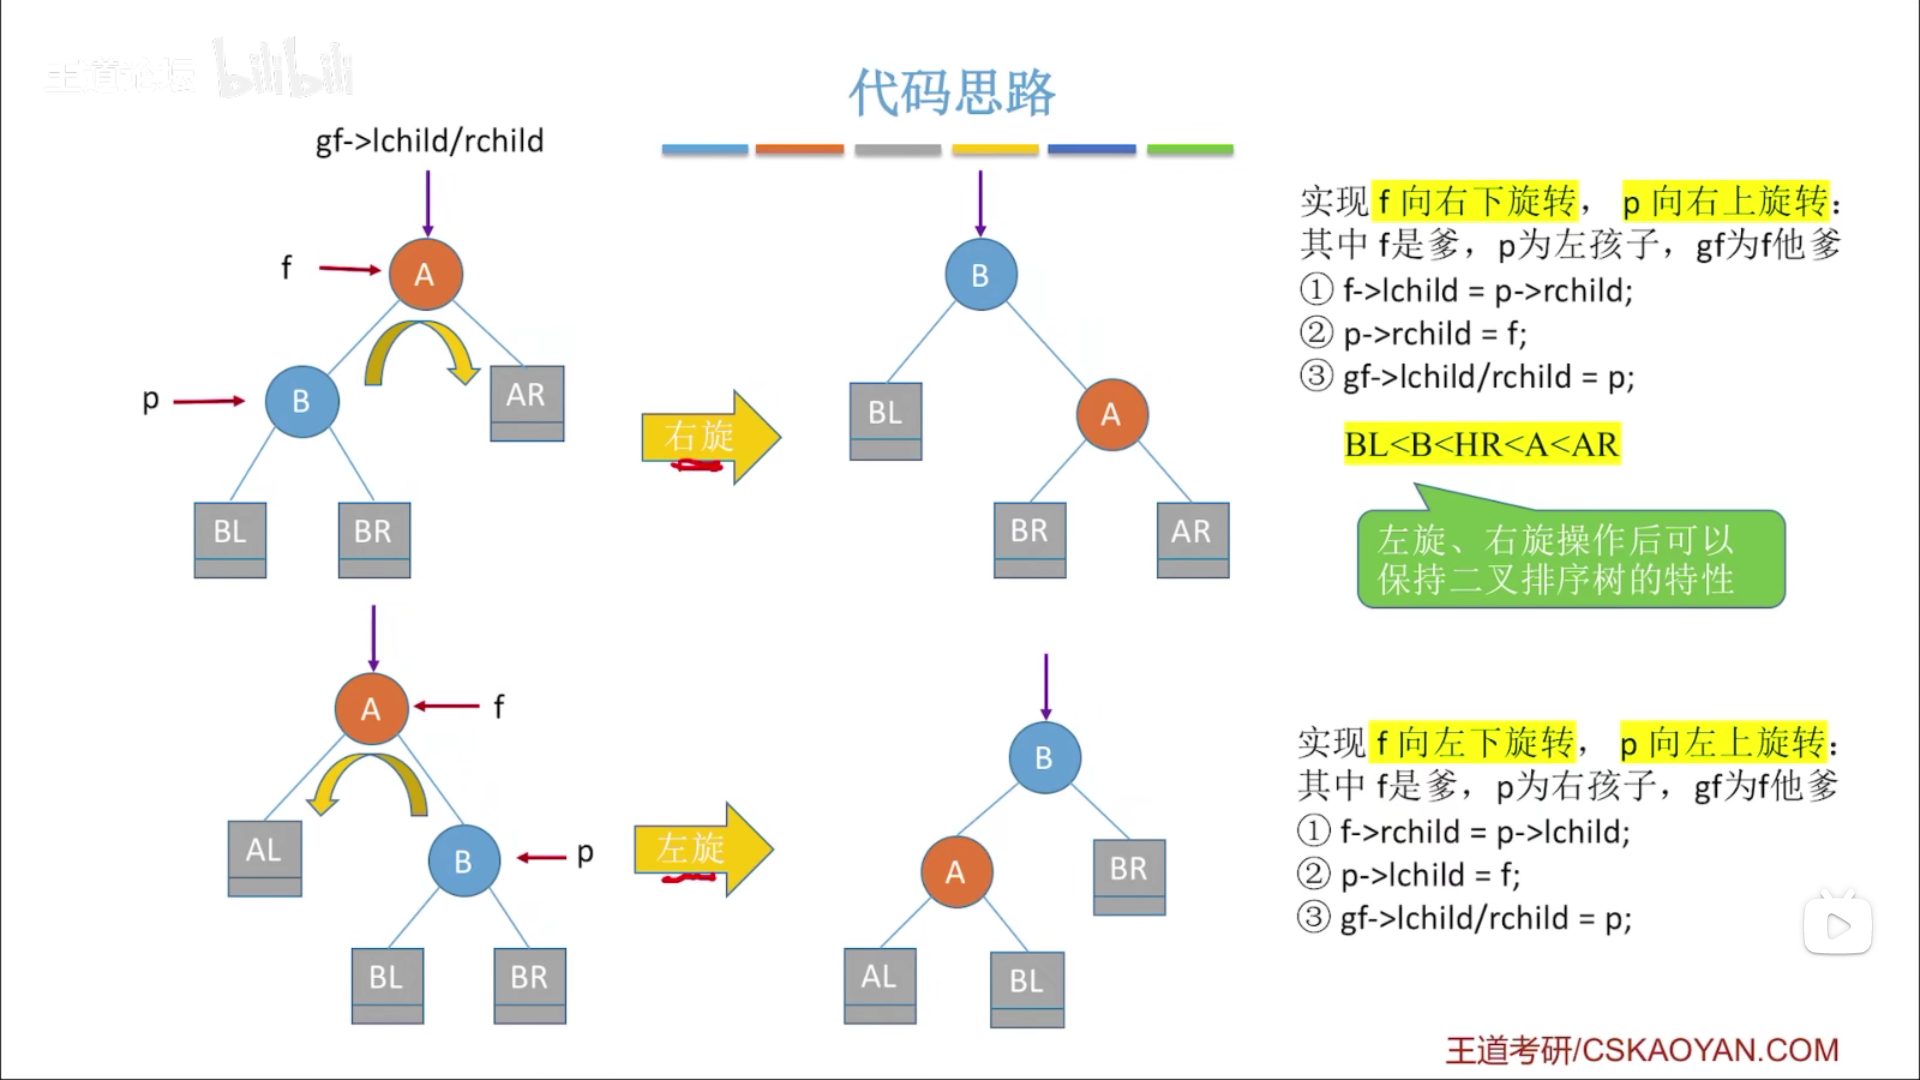 王道论坛 bilibili
代码思路
gf->lchild/rchild
f
A
p
B
AR
BL
BR
右旋
B
BL
A
BR
AR
实现 f 向右下旋转， p 向右上旋转：
其中 f是爹，p为左孩子，gf为f他爹
① f->lchild = p->rchild;
② p->rchild = f;
③ gf->lchild/rchild = p;
BL<B<HR<A<AR
左旋、右旋操作后可以
保持二叉排序树的特性
A
f
AL
B
p
BL
BR
左旋
B
A
BR
AL
BL
实现 f 向左下旋转， p 向左上旋转：
其中 f是爹，p为右孩子，gf为f他爹
① f->rchild = p->lchild;
② p->lchild = f;
③ gf->lchild/rchild = p;
王道考研/CSKAOYAN.COM